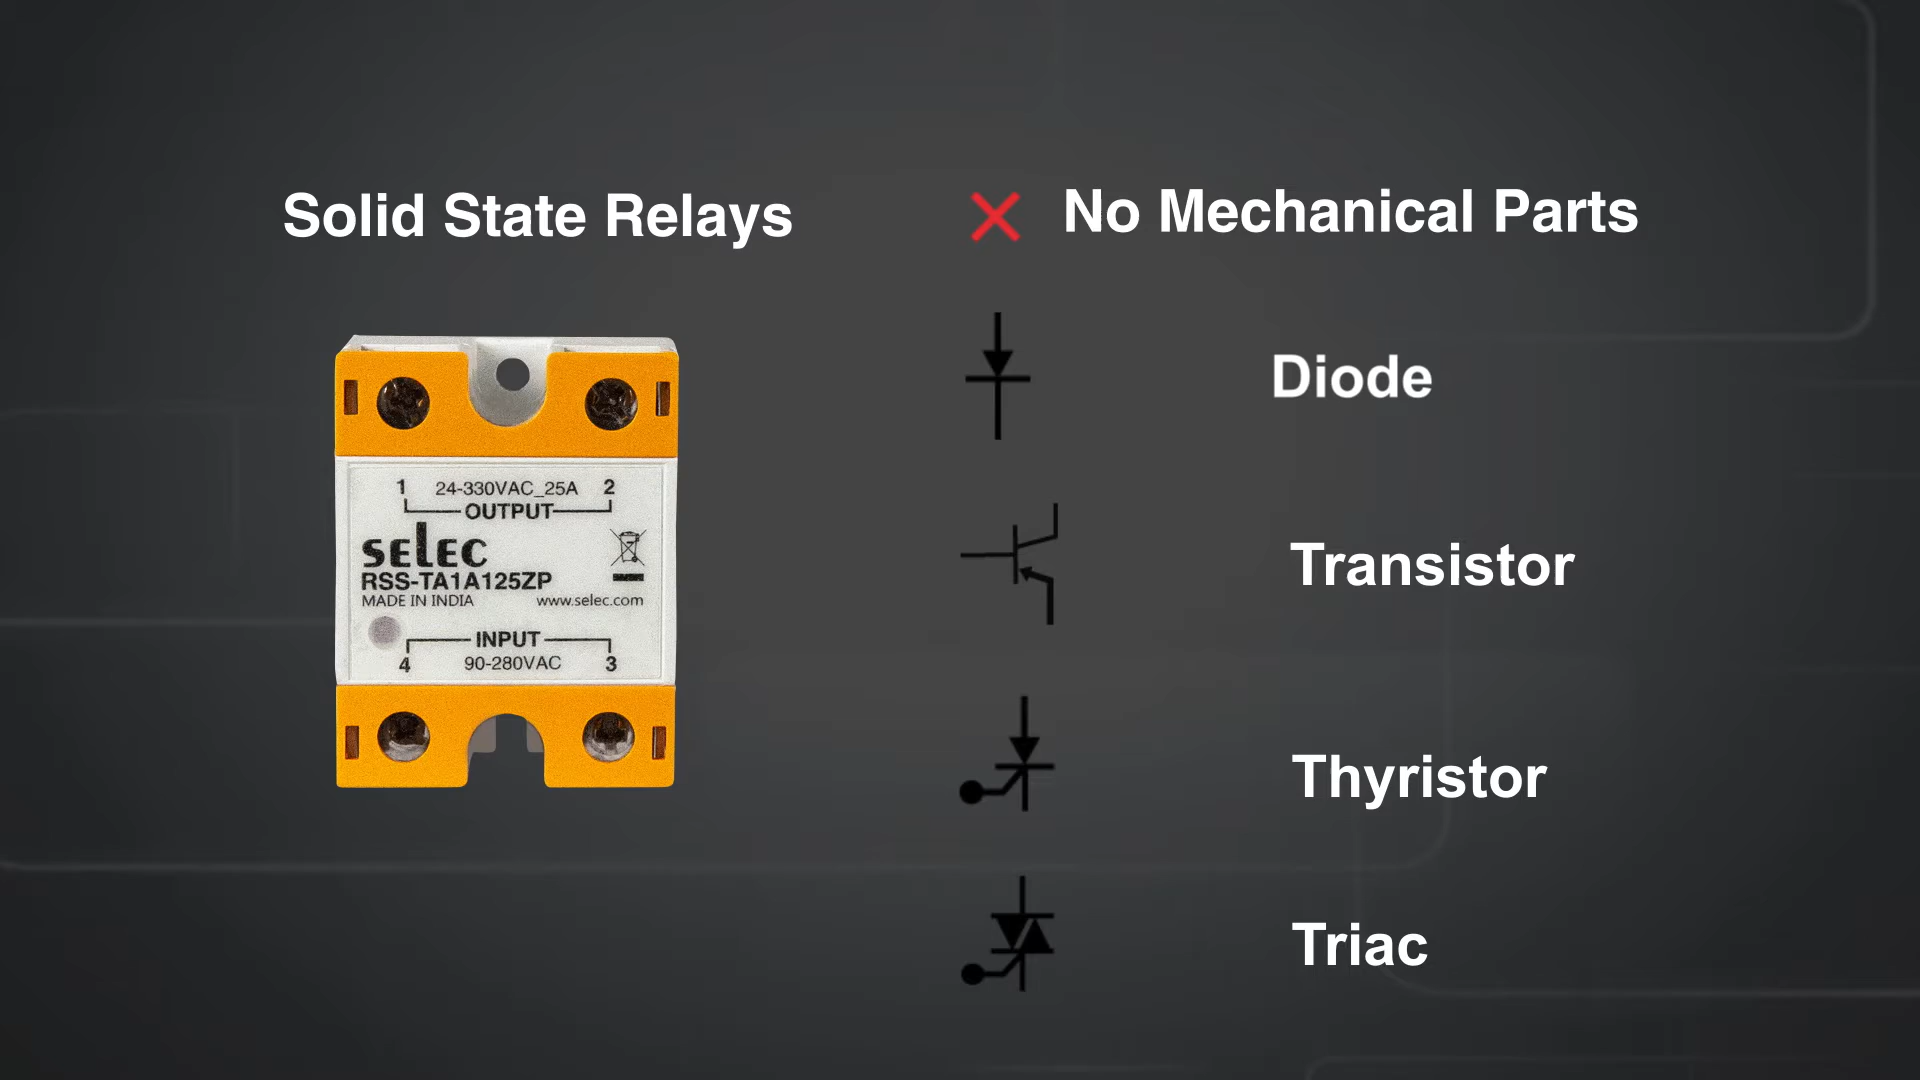 Solid State Relays
No Mechanical Parts
Diode
Transistor
Thyristor
Triac
1 24-330VAC_25A 2
OUTPUT
selec
RSS-TA1A125ZP
MADE IN INDIA www.selec.com
INPUT
4 90-280VAC 3